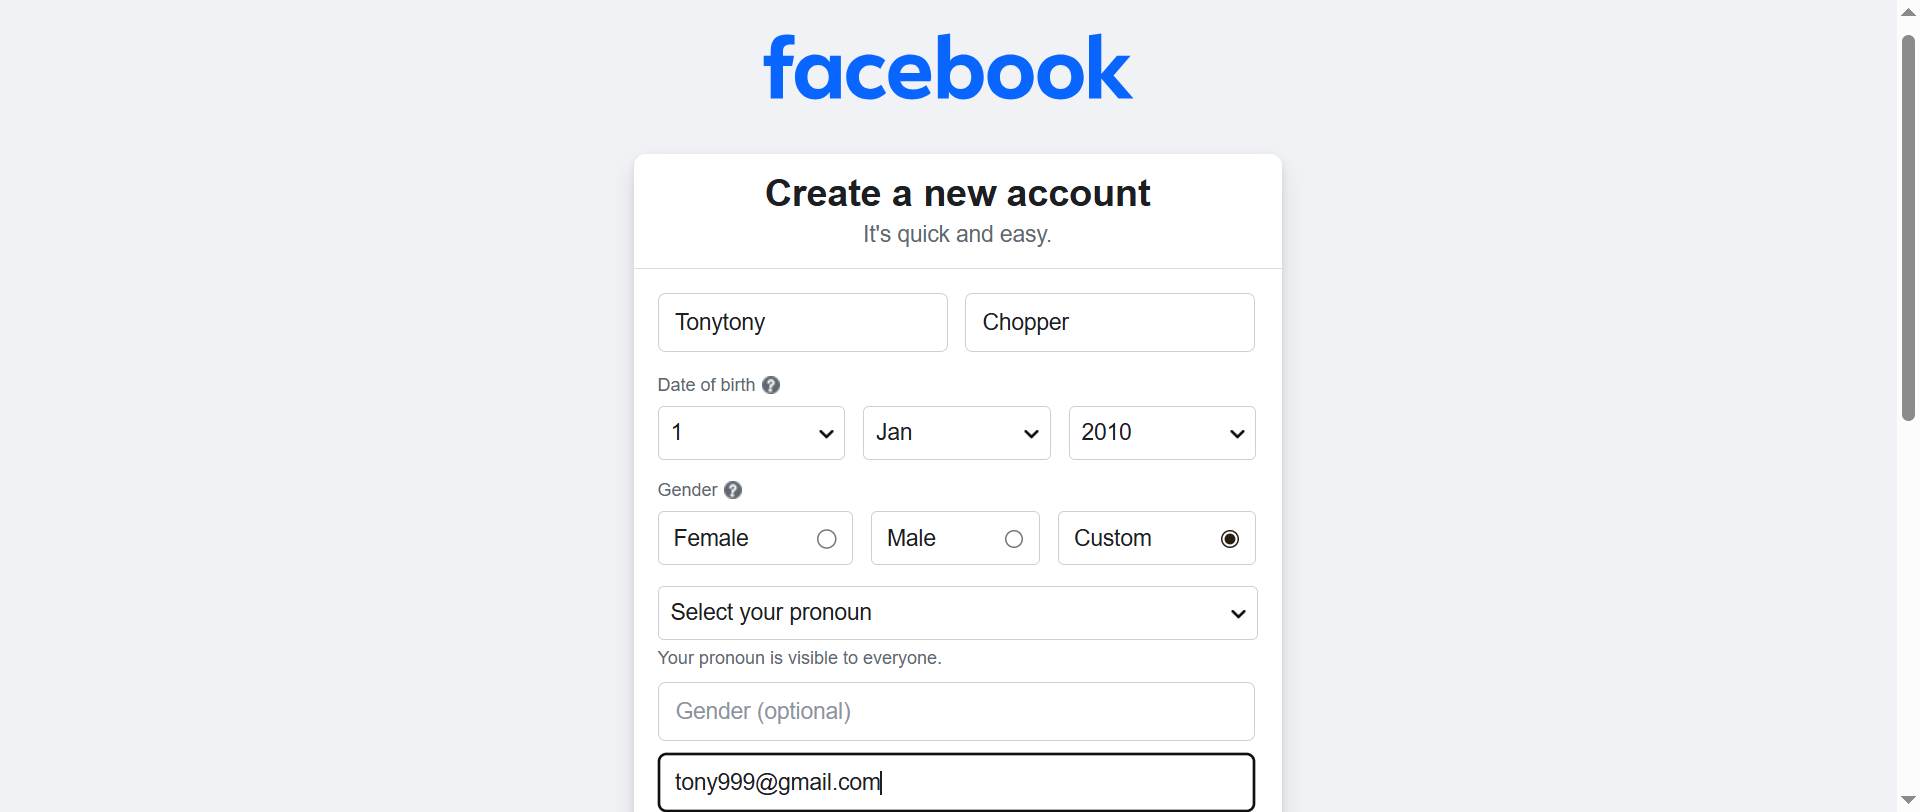 facebook
Create a new account
It's quick and easy.
Tonytony Chopper
Date of birth ?
1 Jan 2010
Gender ?
Female Male Custom
Select your pronoun
Your pronoun is visible to everyone.
Gender (optional)
tony999@gmail.com